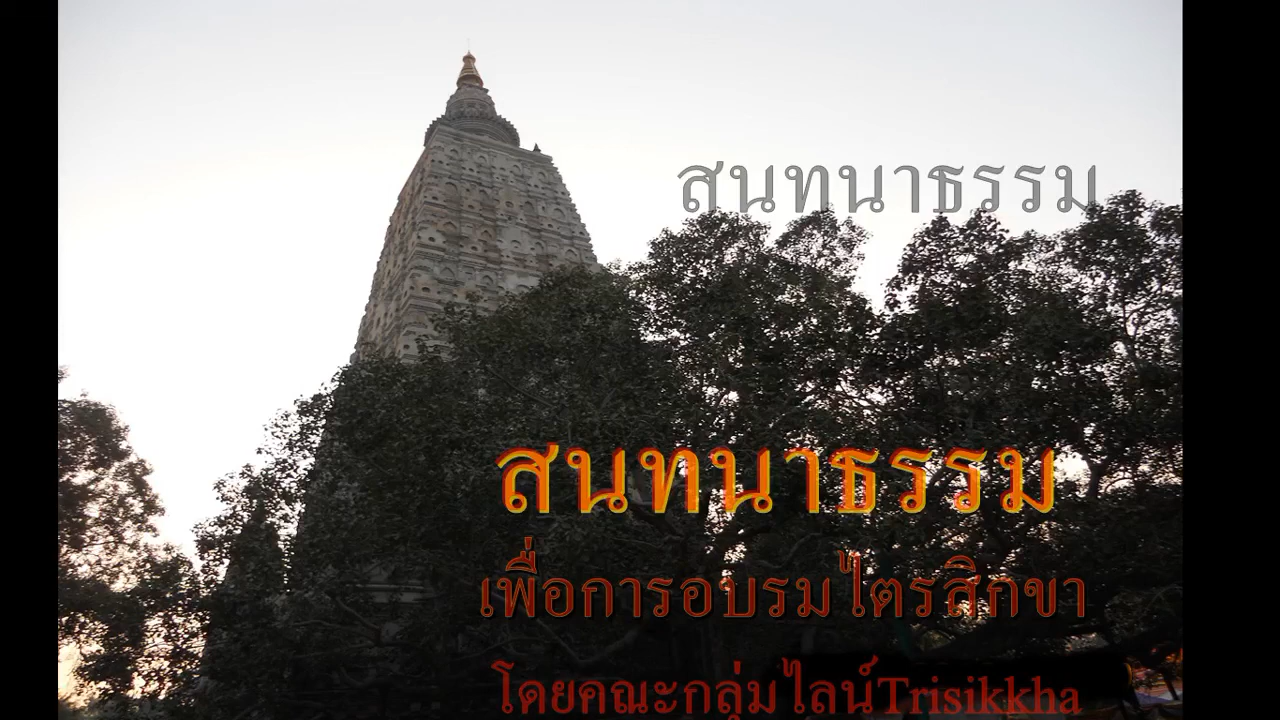 สนทนาธรรม
สนทนาธรรม
เพื่อการอบรมไตรสิกขา
โดยคณะกลุ่มไลน์Trisikkha